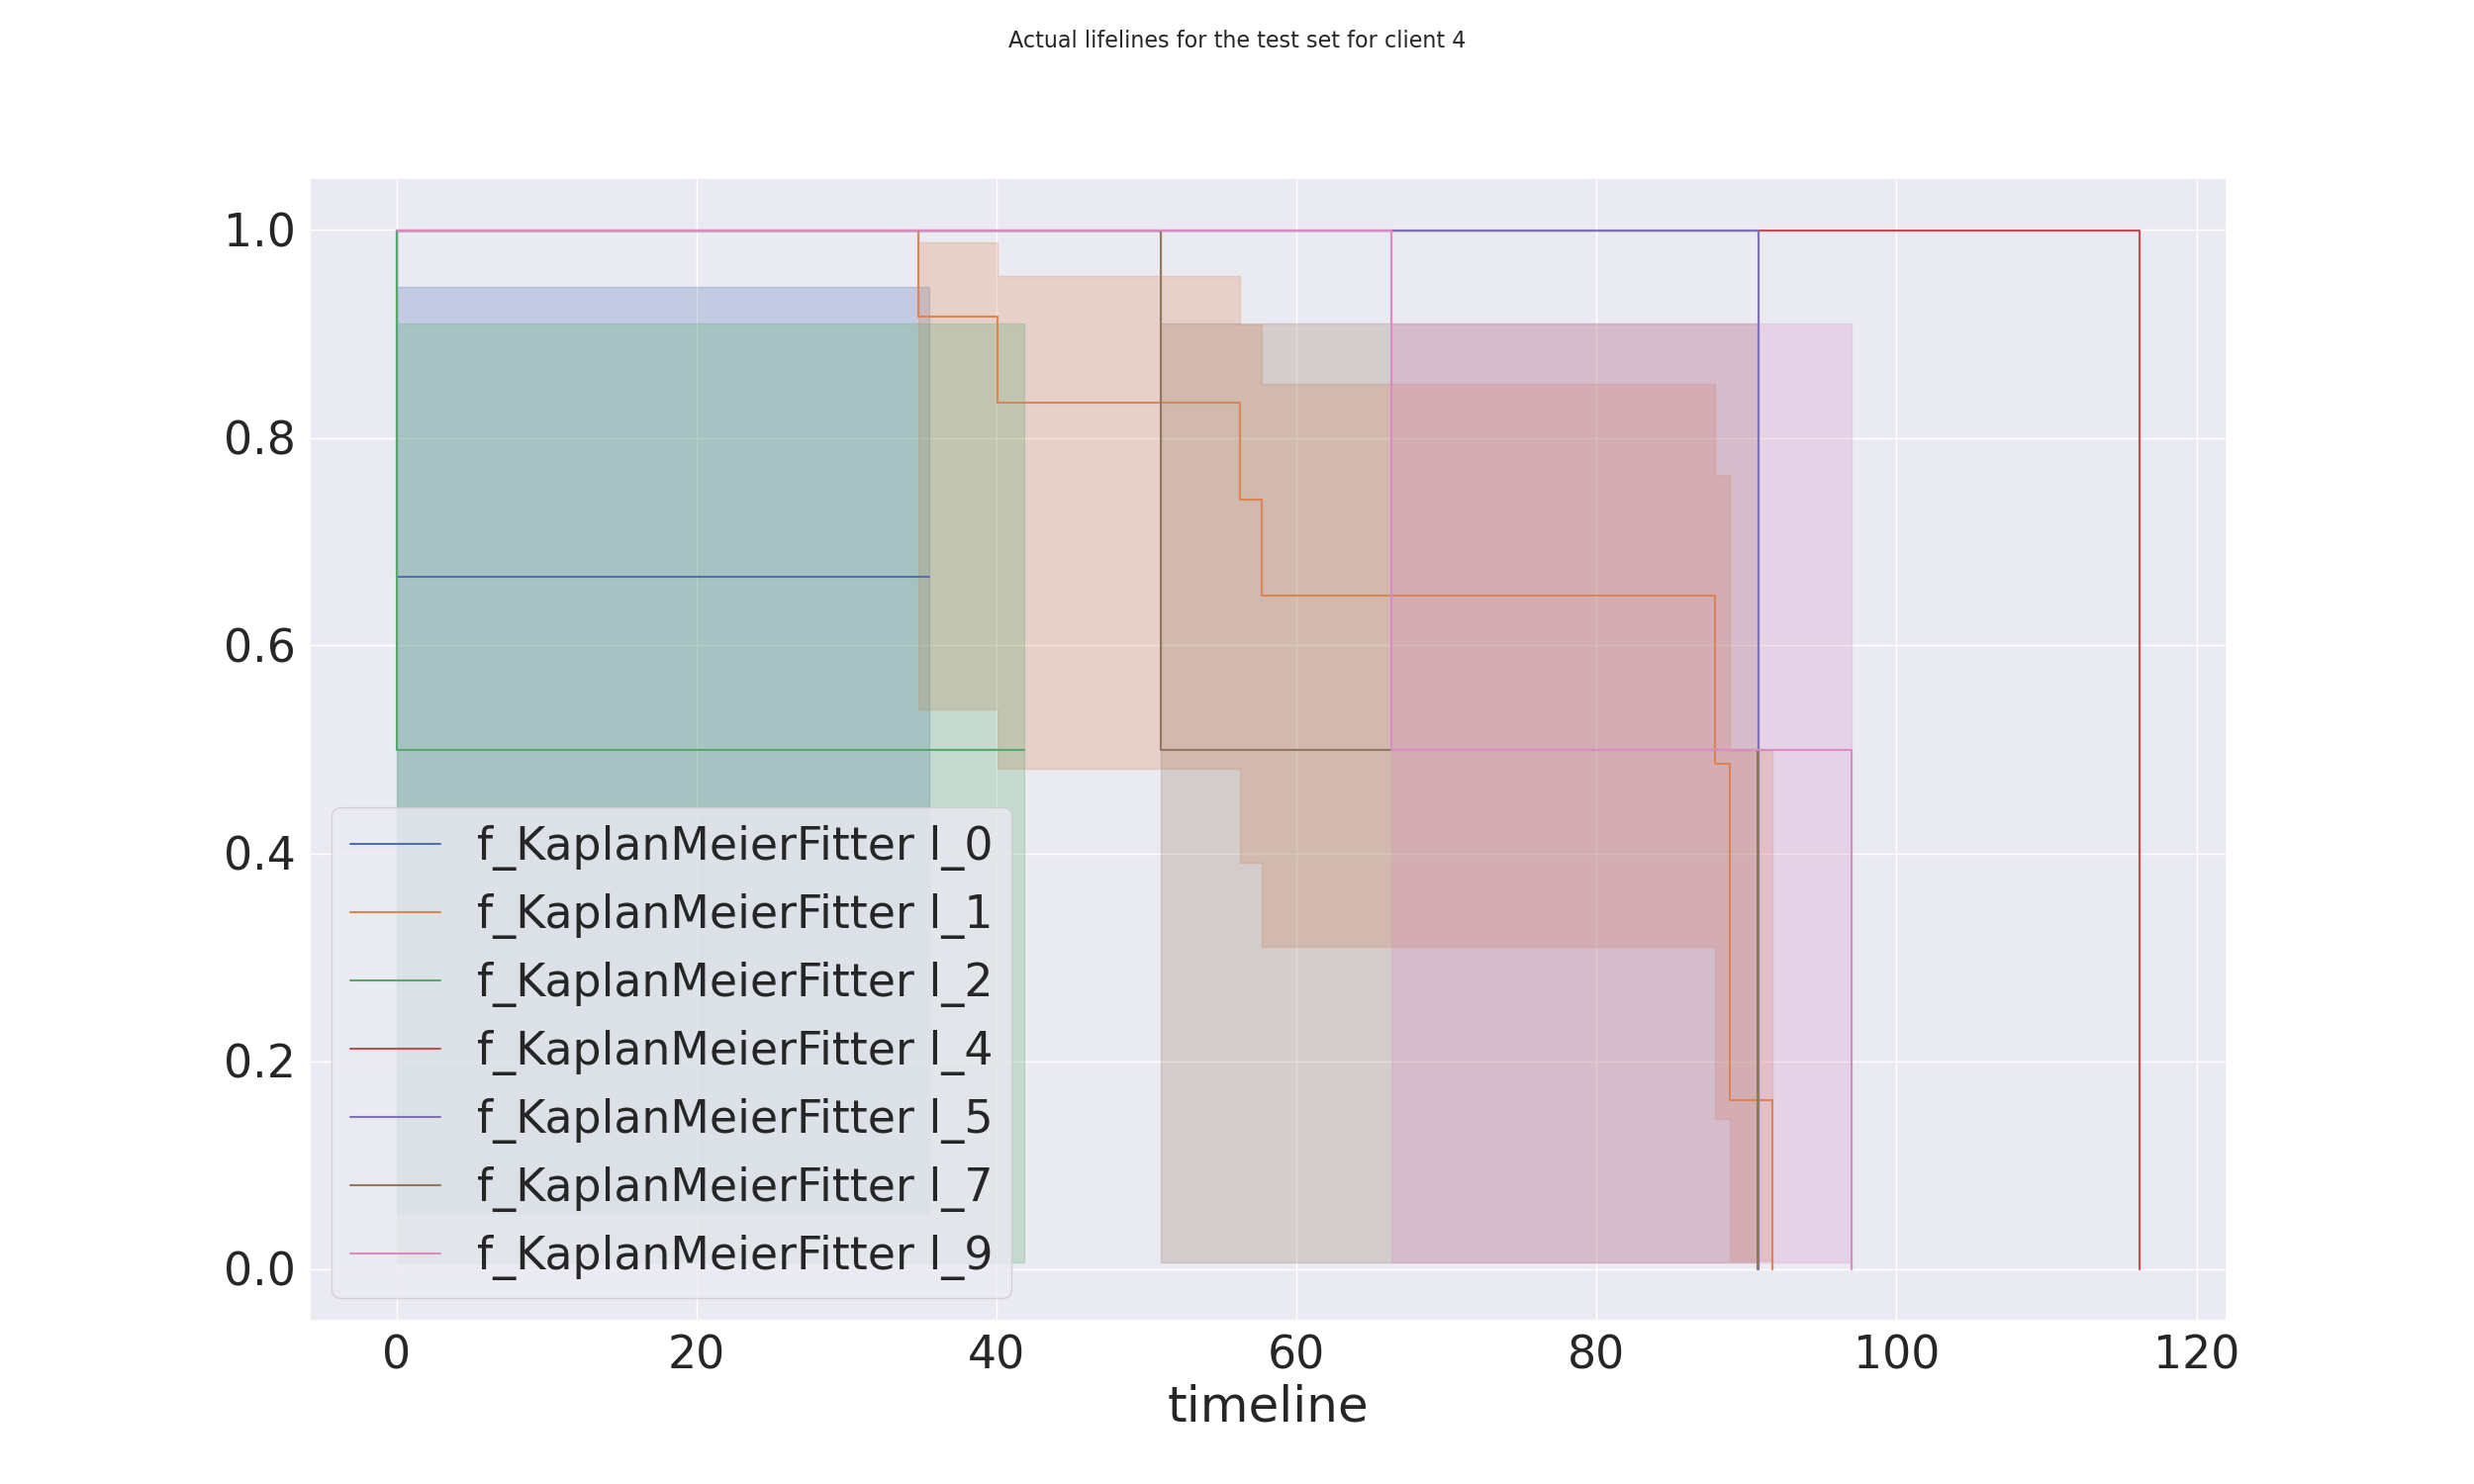 Actual lifelines for the test set for client 4
1.0
0.8
0.6
0.4
0.2
0.0
f_KaplanMeierFitter l_0
f_KaplanMeierFitter l_1
f_KaplanMeierFitter l_2
f_KaplanMeierFitter l_4
f_KaplanMeierFitter l_5
f_KaplanMeierFitter l_7
f_KaplanMeierFitter l_9
0 20 40 60 80 100 120
timeline